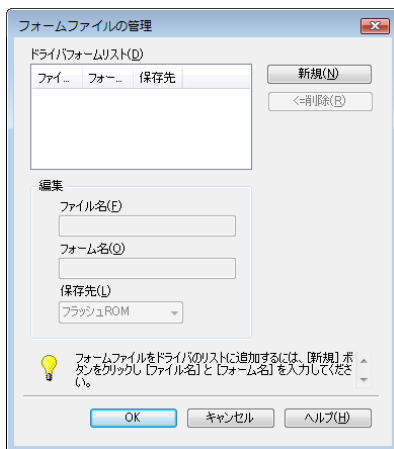 フォームファイルの管理
ドライバフォームリスト(D)
ファイ... フォー... 保存先
新規(N)
<=削除(R)
編集
ファイル名(F)
フォーム名(O)
保存先(L)
フラッシュROM
フォームファイルをドライバのリストに追加するには、[新規] ボ
タンをクリックし [ファイル名] と [フォーム名] を入力してくださ
い。
OK キャンセル ヘルプ(H)